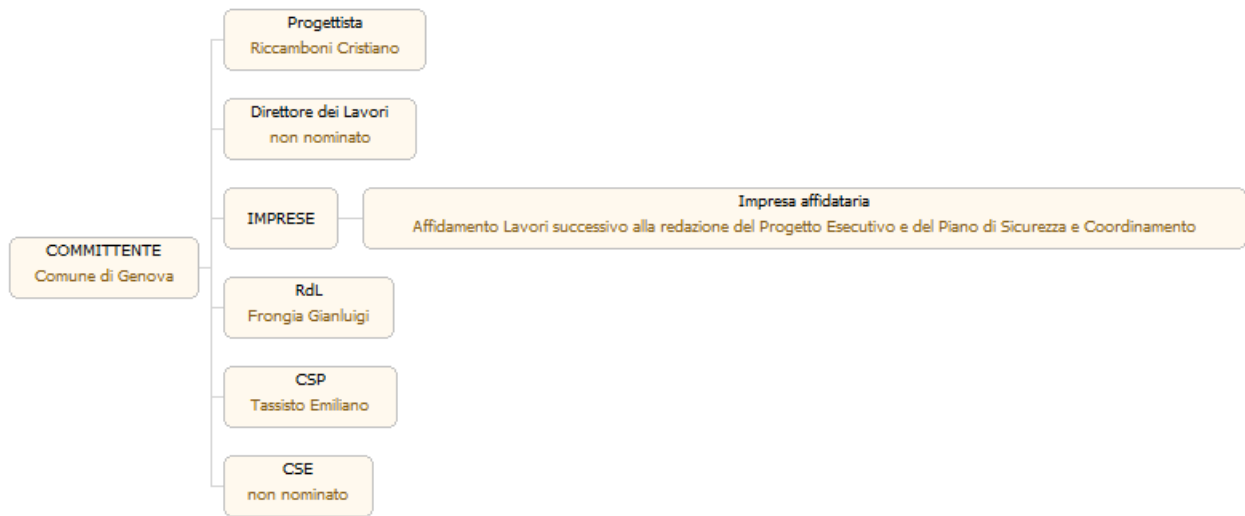 Progettista
Riccamboni Cristiano
Direttore dei Lavori
non nominato
IMPRESE
Impresa affidataria
Affidamento Lavori successivo alla redazione del Progetto Esecutivo e del Piano di Sicurezza e Coordinamento
COMMITTENTE
Comune di Genova
RdL
Frongia Gianluigi
CSP
Tassisto Emiliano
CSE
non nominato